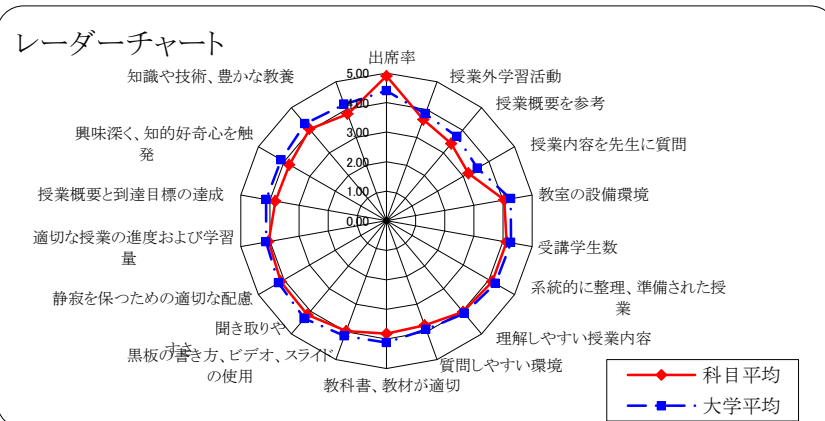 レーダーチャート
出席率
授業外学習活動
授業概要を参考
授業内容を先生に質問
教室の設備環境
受講学生数
系統的に整理、準備された授
業
理解しやすい授業内容
質問しやすい環境
教科書、教材が適切
黒板の書き方、ビデオ、スライド
の使用
聞き取りや
すさ
静寂を保つための適切な配慮
適切な授業の進度および学習
量
授業概要と到達目標の達成
興味深く、知的好奇心を触
発
知識や技術、豊かな教養
5.00
4.00
3.00
2.00
1.00
0.00
科目平均
大学平均